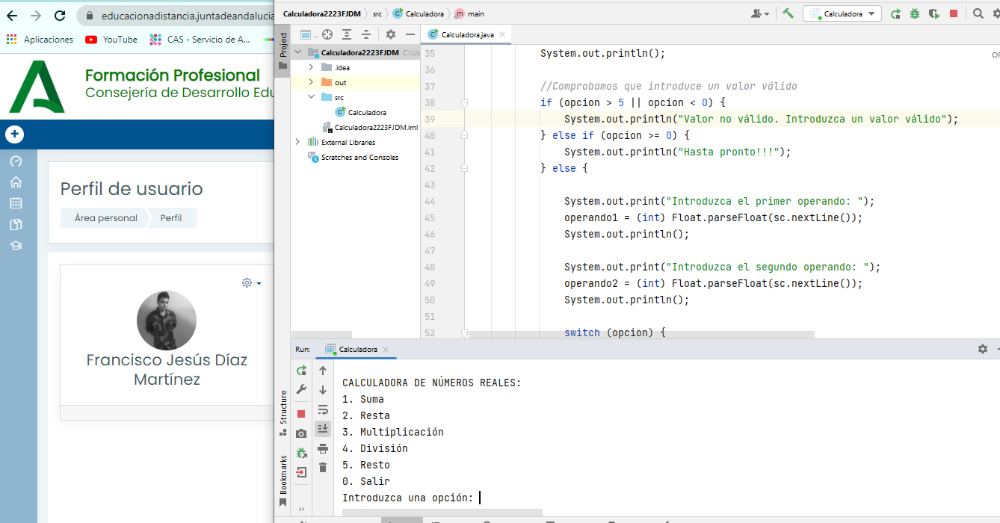 educacionadistancia.juntadeandalucia
Aplicaciones
YouTube
CAS - Servicio de A...
Formación Profesional
Consejería de Desarrollo Edu
Perfil de usuario
Área personal
Perfil
Francisco Jesús Díaz
Martínez
Calculadora2223FJDM
src
Calculadora
main
Calculadora
Project
Calculadora.java
Calculadora2223FJDM C:\Us
.idea
out
src
Calculadora
Calculadora2223FJDM.iml
External Libraries
Scratches and Consoles
35 System.out.println();
36
37 //Comprobamos que introduce un valor válido
38 if (opcion > 5 || opcion < 0) {
39 System.out.println("Valor no válido. Introduzca un valor válido");
40 } else if (opcion >= 0) {
41 System.out.println("Hasta pronto!!!");
42 } else {
43
44 System.out.print("Introduzca el primer operando: ");
45 operando1 = (int) Float.parseFloat(sc.nextLine());
46 System.out.println();
47
48 System.out.print("Introduzca el segundo operando: ");
49 operando2 = (int) Float.parseFloat(sc.nextLine());
50 System.out.println();
51
52 switch (opcion) {
Run:
Calculadora
Structure
Bookmarks
CALCULADORA DE NÚMEROS REALES:
1. Suma
2. Resta
3. Multiplicación
4. División
5. Resto
0. Salir
Introduzca una opción: